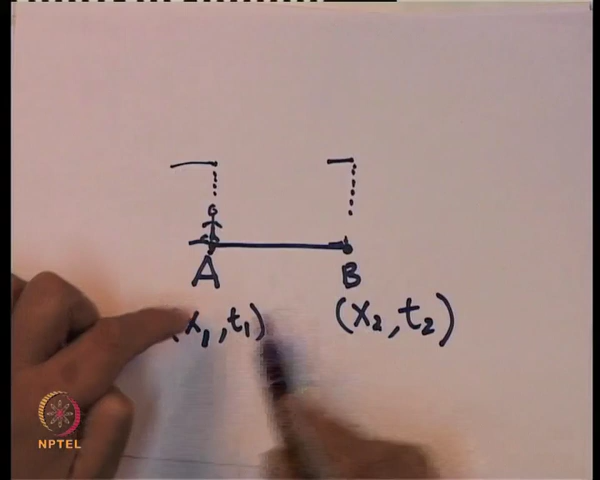 A B
(x₁, t₁) (x₂, t₂)
NPTEL